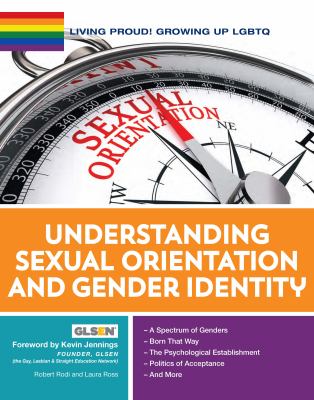 LIVING PROUD! GROWING UP LGBTQ
SEXUAL
ORIENTATION
NE
UNDERSTANDING
SEXUAL ORIENTATION
AND GENDER IDENTITY
GLSEN®
Foreword by Kevin Jennings
FOUNDER, GLSEN
(the Gay, Lesbian & Straight Education Network)
Robert Rodi and Laura Ross
– A Spectrum of Genders
– Born That Way
– The Psychological Establishment
– Politics of Acceptance
– And More